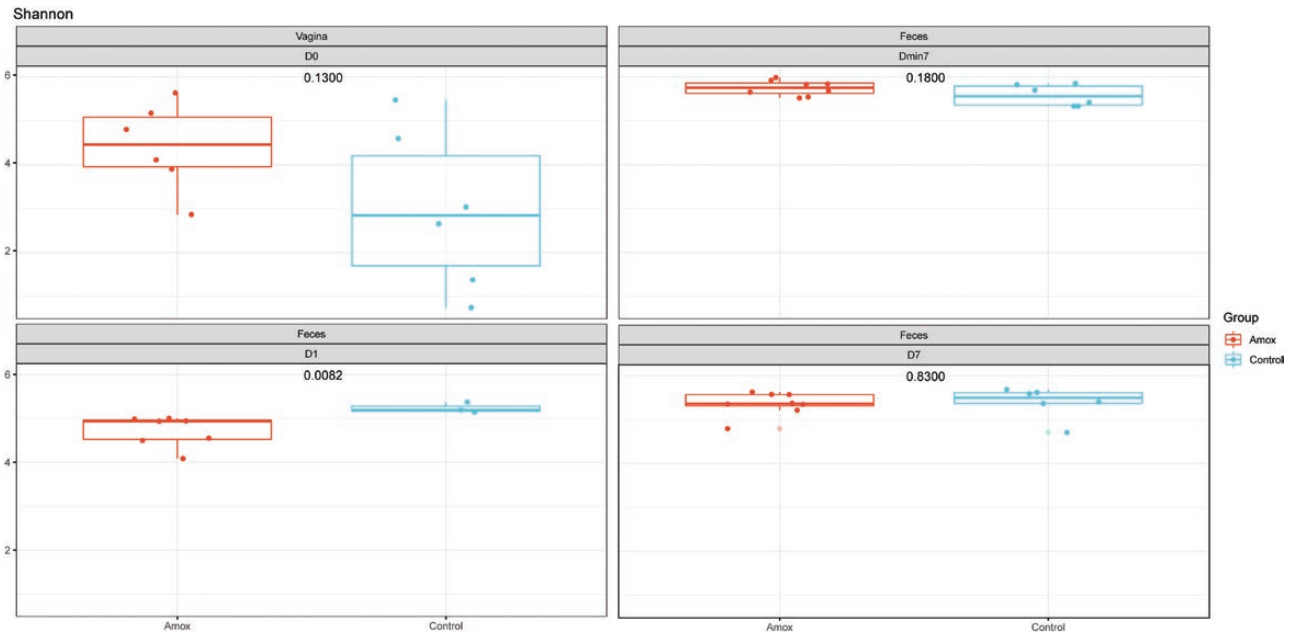 Shannon
Vagina
D0
0.1300
6
4
2
Feces
Dmin7
0.1800
Feces
D1
0.0082
6
4
2
Amox
Control
Feces
D7
0.8300
Amox
Control
Group
Amox
Control